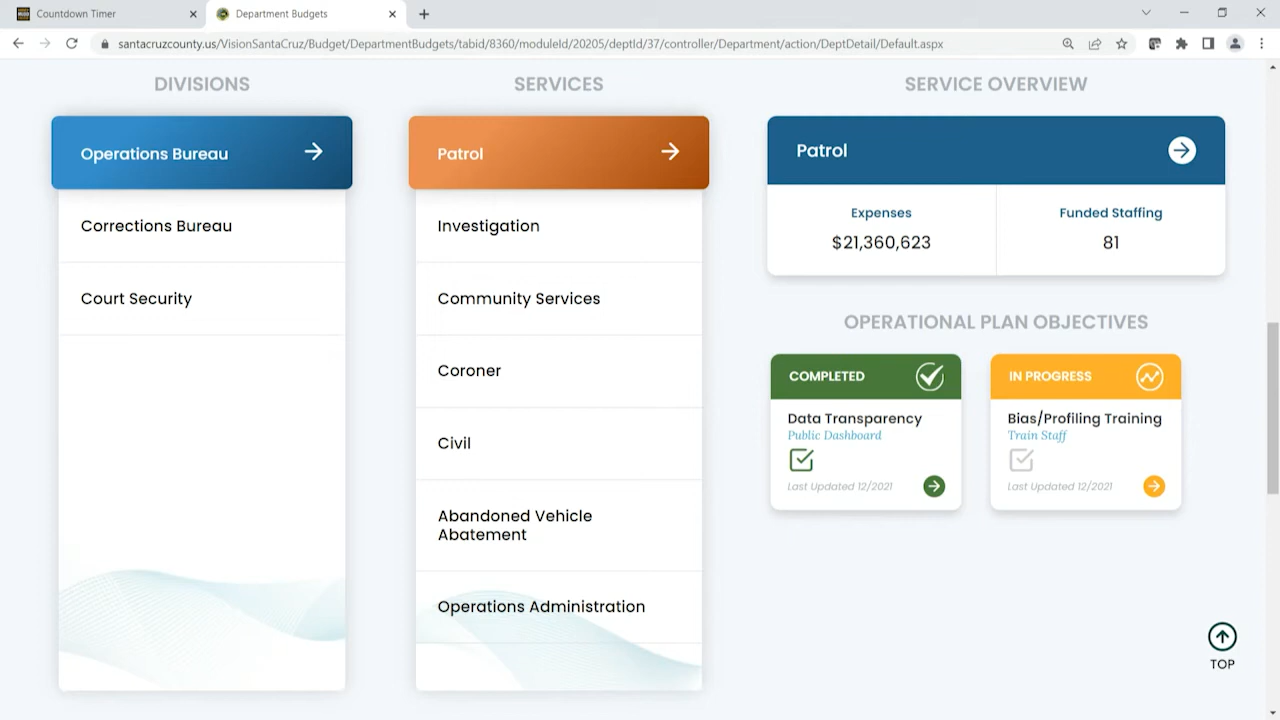 Countdown Timer
Department Budgets
santacruzcounty.us/VisionSantaCruz/Budget/DepartmentBudgets/tabid/8360/moduleId/20205/deptId/37/controller/Department/action/DeptDetail/Default.aspx
DIVISIONS
Operations Bureau
Corrections Bureau
Court Security
SERVICES
Patrol
Investigation
Community Services
Coroner
Civil
Abandoned Vehicle
Abatement
Operations Administration
SERVICE OVERVIEW
Patrol
Expenses
$21,360,623
Funded Staffing
81
OPERATIONAL PLAN OBJECTIVES
COMPLETED
Data Transparency
Public Dashboard
Last Updated 12/2021
IN PROGRESS
Bias/Profiling Training
Train Staff
Last Updated 12/2021
TOP